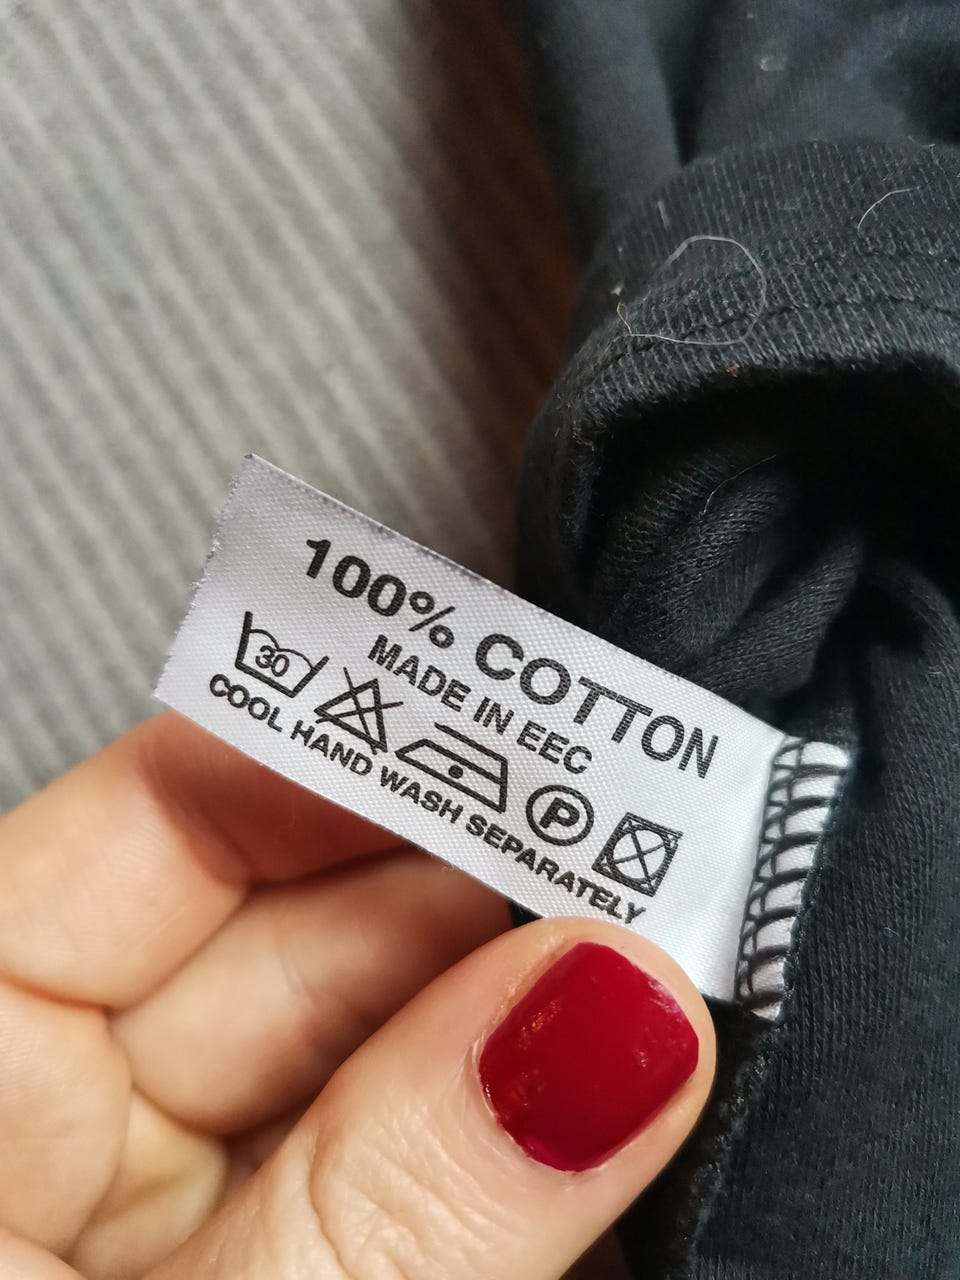 100% COTTON
MADE IN EEC
30
P
COOL HAND WASH SEPARATELY